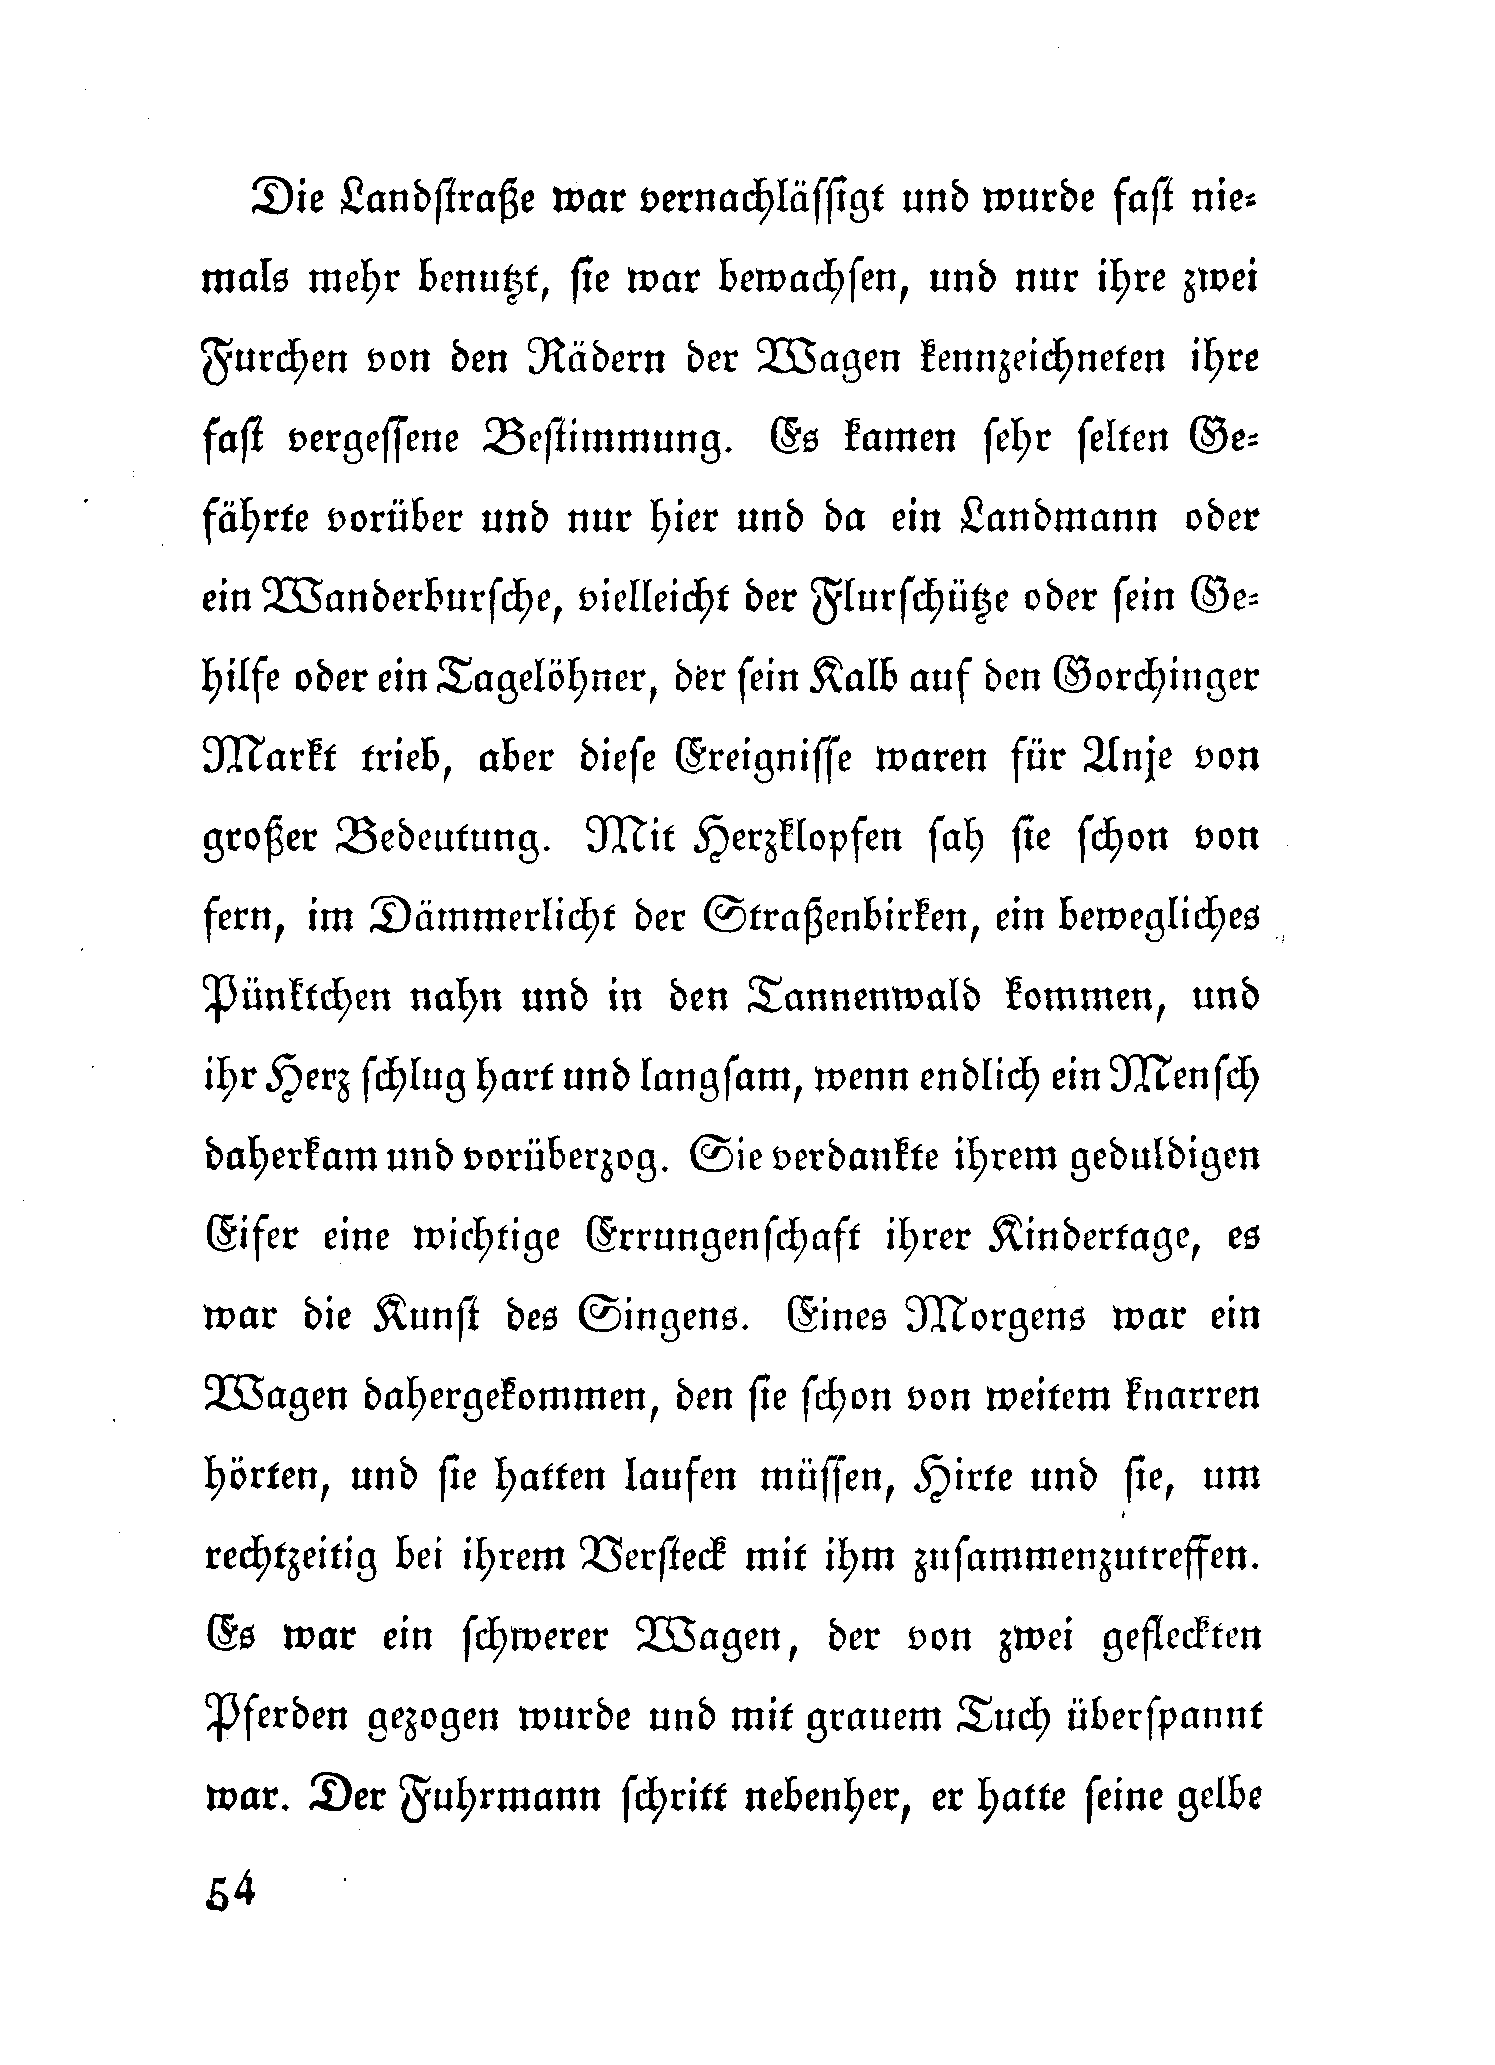 Die Landstraße war vernachlässigt und wurde fast nie-
mals mehr benutzt, sie war bewachsen, und nur ihre zwei
Furchen von den Rädern der Wagen kennzeichneten ihre
fast vergessene Bestimmung. Es kamen sehr selten Ge-
fährte vorüber und nur hier und da ein Landmann oder
ein Wanderbursche, vielleicht der Flurschütze oder sein Ge-
hilfe oder ein Tagelöhner, der sein Kalb auf den Gorchinger
Markt trieb, aber diese Ereignisse waren für Anje von
großer Bedeutung. Mit Herzklopfen sah sie schon von
fern, im Dämmerlicht der Straßenbirken, ein bewegliches
Pünktchen nahn und in den Tannenwald kommen, und
ihr Herz schlug hart und langsam, wenn endlich ein Mensch
daherkam und vorüberzog. Sie verdankte ihrem geduldigen
Eifer eine wichtige Errungenschaft ihrer Kindertage, es
war die Kunst des Singens. Eines Morgens war ein
Wagen dahergekommen, den sie schon von weitem knarren
hörten, und sie hatten laufen müssen, Hirte und sie, um
rechtzeitig bei ihrem Versteck mit ihm zusammenzutreffen.
Es war ein schwerer Wagen, der von zwei gefleckten
Pferden gezogen wurde und mit grauem Tuch überspannt
war. Der Fuhrmann schritt nebenher, er hatte seine gelbe
54